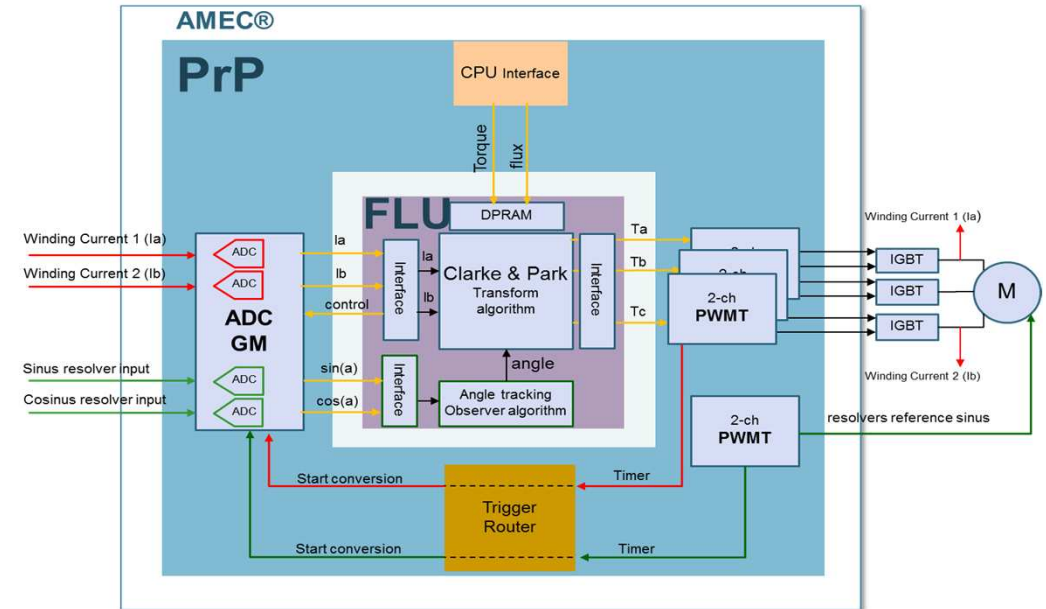 AMEC®
PrP
CPU Interface
Torque
flux
FLU
DPRAM
Winding Current 1 (Ia)
Winding Current 2 (Ib)
ADC
ADC
ADC
GM
Ia
Ib
control
Interface
Ia
Ib
Clarke & Park
Transform
algorithm
Interface
Ta
Tb
Tc
2-ch
2-ch
PWMT
IGBT
IGBT
IGBT
Winding Current 1 (Ia)
M
Winding Current 2 (Ib)
Sinus resolver input
Cosinus resolver input
ADC
ADC
sin(a)
cos(a)
Interface
angle
Angle tracking
Observer algorithm
2-ch
PWMT
resolvers reference sinus
Start conversion
Timer
Trigger
Router
Start conversion
Timer